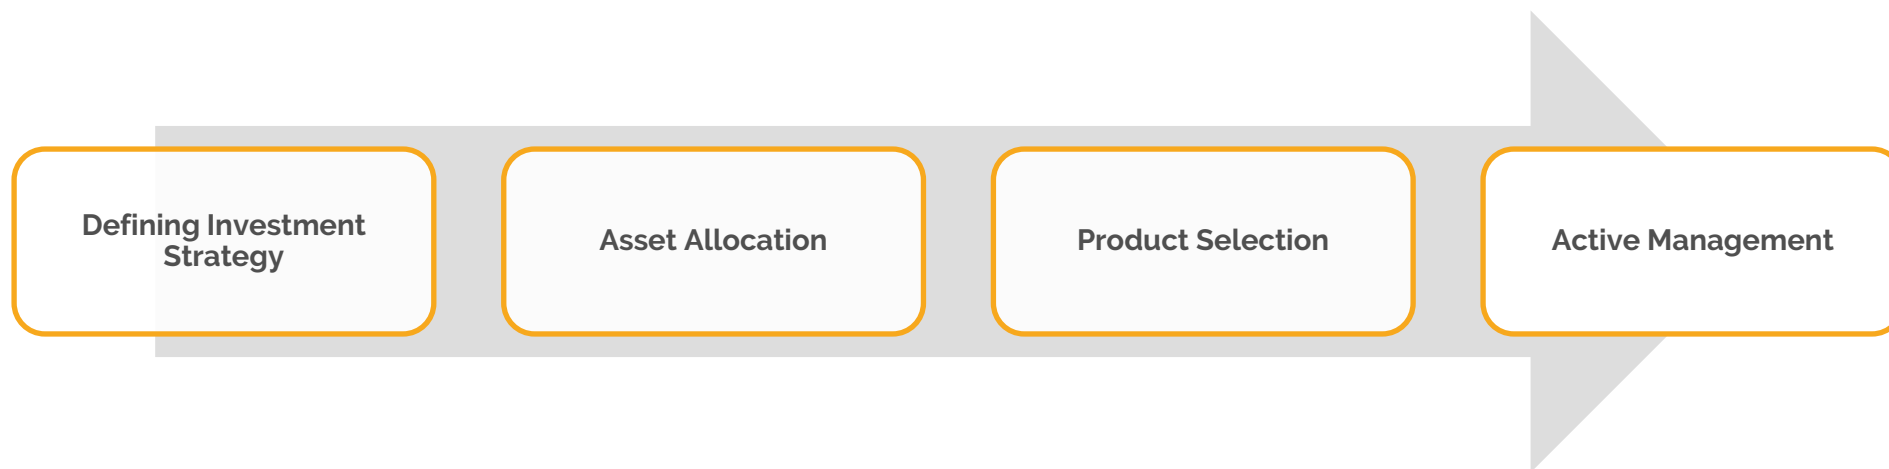 Defining Investment
Strategy
Asset Allocation
Product Selection
Active Management